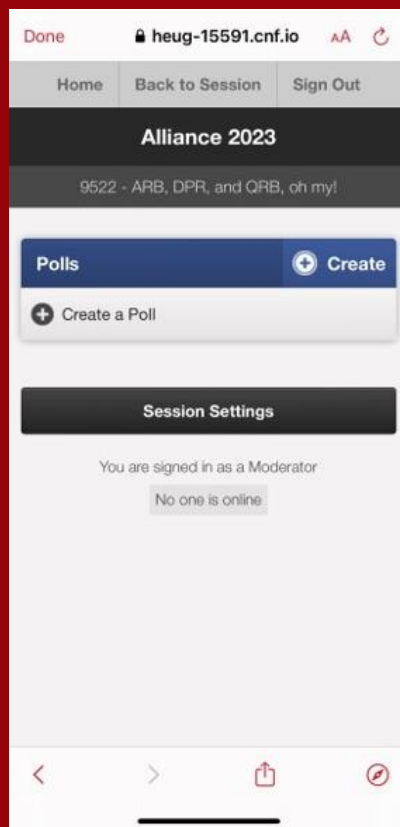 Done heug-15591.cnf.io AA
Home Back to Session Sign Out
Alliance 2023
9522 - ARB, DPR, and QRB, oh my!
Polls Create
Create a Poll
Session Settings
You are signed in as a Moderator
No one is online